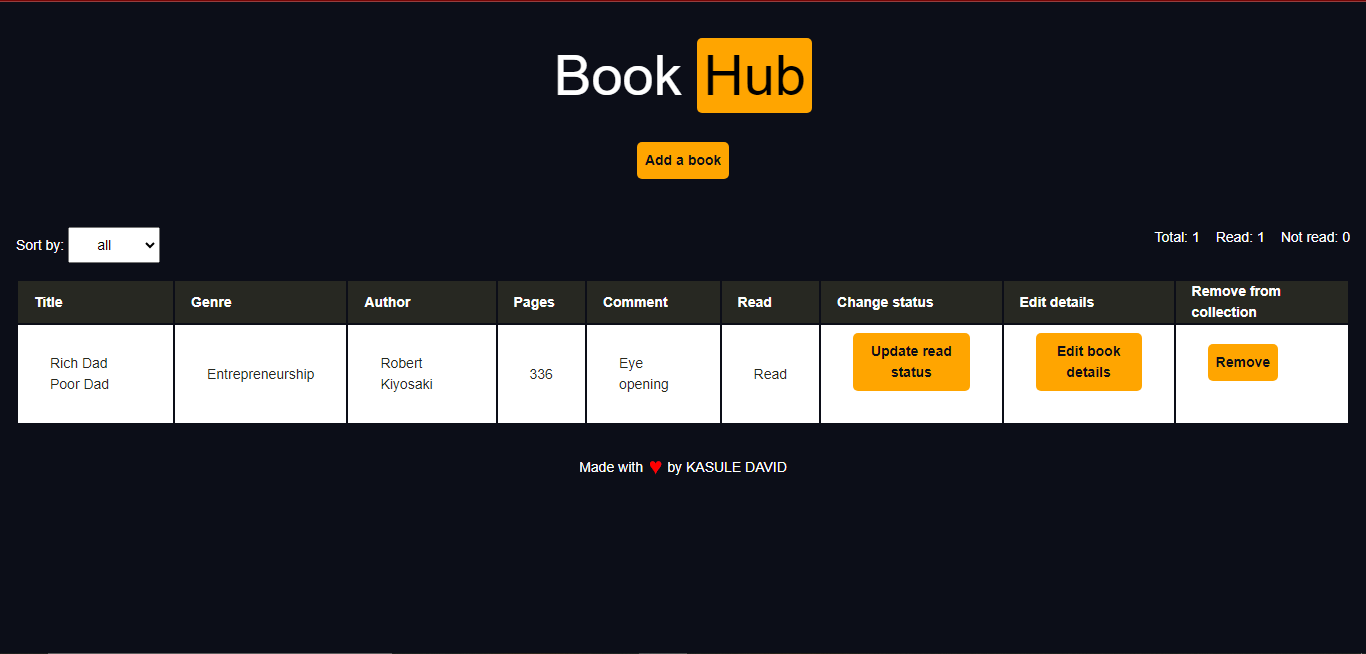 Book Hub
Add a book
Sort by: all
Total: 1 Read: 1 Not read: 0
Title Genre Author Pages Comment Read Change status Edit details Remove from collection
Rich Dad Poor Dad Entrepreneurship Robert Kiyosaki 336 Eye opening Read Update read status Edit book details Remove
Made with ♥ by KASULE DAVID